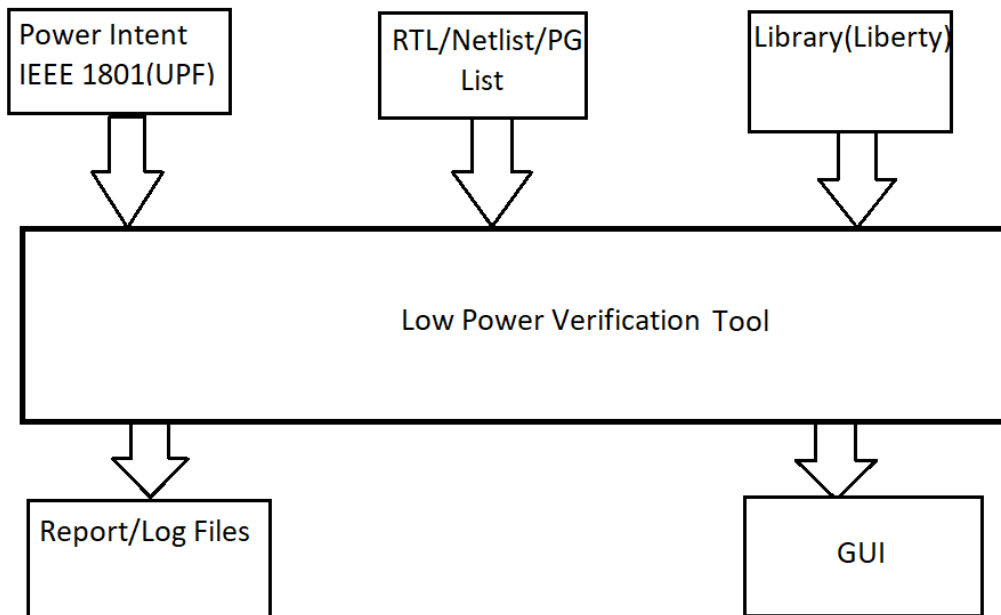 Power Intent
IEEE 1801(UPF)
RTL/Netlist/PG
List
Library(Liberty)
Low Power Verification Tool
Report/Log Files
GUI